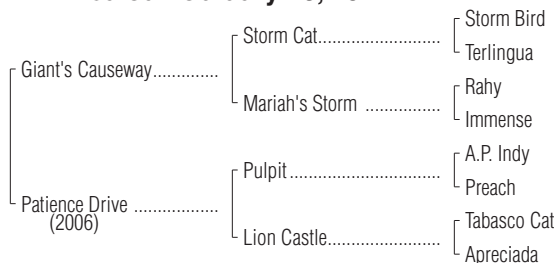 Storm Bird
Storm Cat..............................
Terlingua
Giant's Causeway................
Rahy
Mariah's Storm ..................
Immense
A.P. Indy
Pulpit.....................................
Preach
Patience Drive .....................
(2006)
Tabasco Cat
Lion Castle...........................
Apreciada